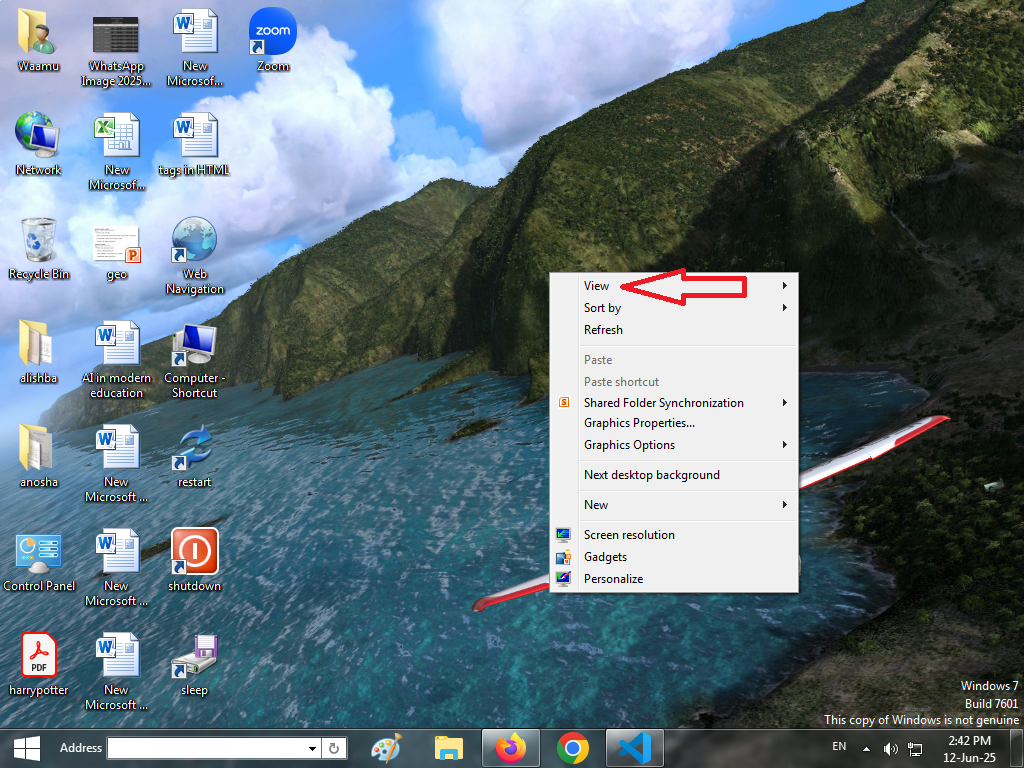 Waamu
WhatsApp
Image 2025...
New
Microsof...
zoom
Zoom
Network
New
Microsof...
tags in HTML
Recycle Bin
geo
Web
Navigation
alishba
AI in modern
education
Computer -
Shortcut
anosha
New
Microsoft ...
restart
Control Panel
New
Microsoft ...
shutdown
PDF
harrypotter
New
Microsoft ...
sleep
View
Sort by
Refresh
Paste
Paste shortcut
S
Shared Folder Synchronization
Graphics Properties...
Graphics Options
Next desktop background
New
Screen resolution
Gadgets
Personalize
Windows 7
Build 7601
This copy of Windows is not genuine
Address
EN
2:42 PM
12-Jun-25